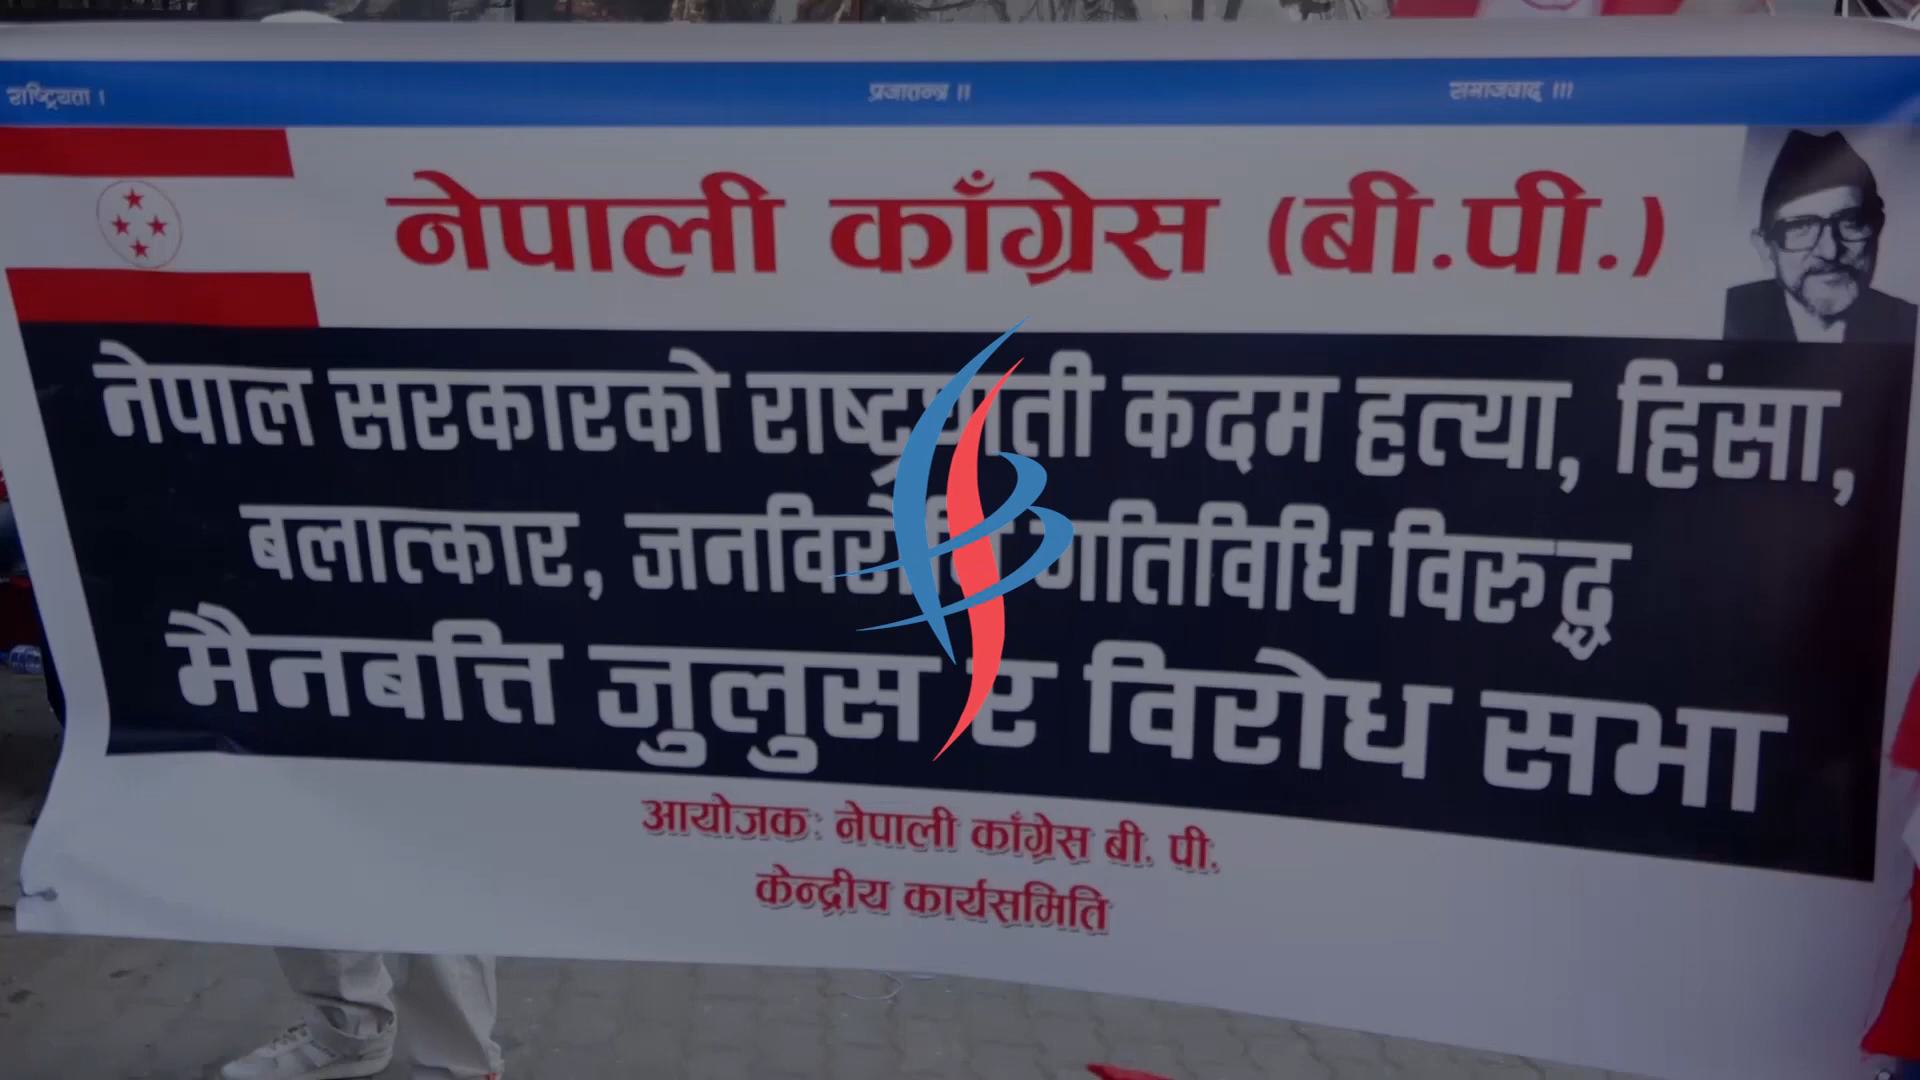 राष्ट्रियता । प्रजातन्त्र ॥ समाजवाद ॥।
नेपाली काँग्रेस (बी.पी.)
नेपाल सरकारको राष्ट्रघाती कदम हत्या, हिंसा,
बलात्कार, जनविरोधि गतिविधि विरुद्ध
मैनबत्ति जुलुस र विरोध सभा
आयोजक: नेपाली काँग्रेस बी. पी.
केन्द्रीय कार्यसमिति